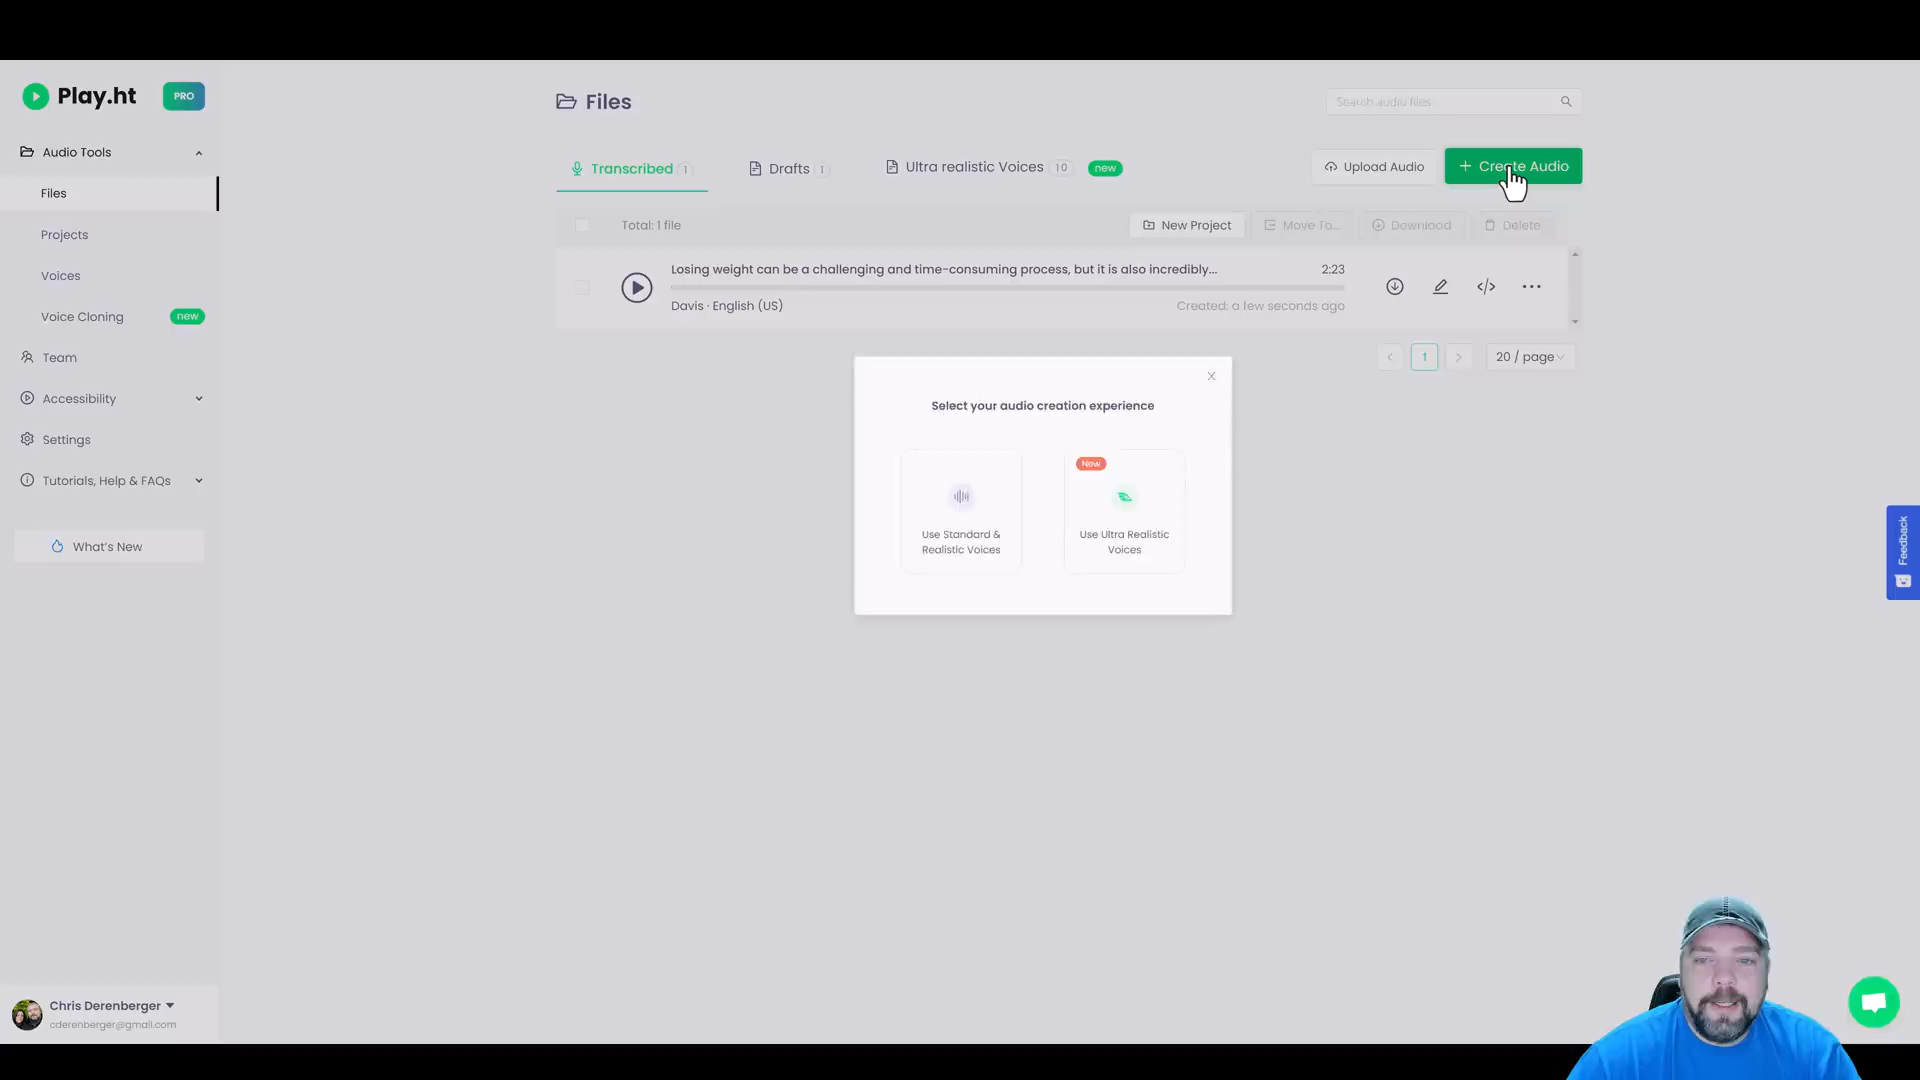 Play.ht PRO
Audio Tools
Files
Projects
Voices
Voice Cloning new
Team
Accessibility
Settings
Tutorials, Help & FAQs
What's New
Chris Derenberger
cderenberger@gmail.com
Files
Search audio files
Transcribed 1
Drafts 1
Ultra realistic Voices 10 new
Upload Audio
+ Create Audio
Total: 1 file
New Project
Move To...
Download
Delete
Losing weight can be a challenging and time-consuming process, but it is also incredibly...
2:23
Davis · English (US)
Created: a few seconds ago
1
20 / page
Select your audio creation experience
Use Standard &
Realistic Voices
New
Use Ultra Realistic
Voices
Feedback